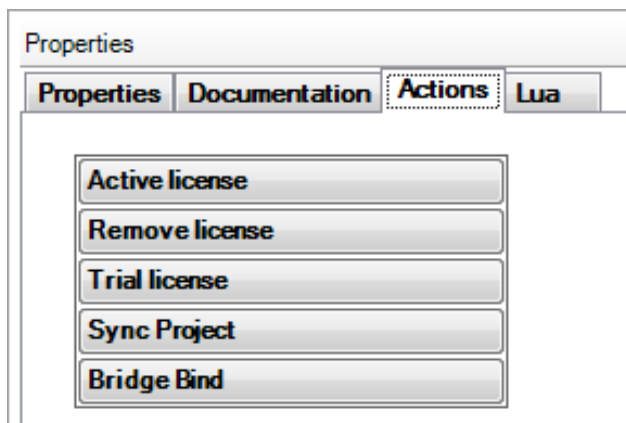 Properties
Properties Documentation Actions Lua
Active license
Remove license
Trial license
Sync Project
Bridge Bind